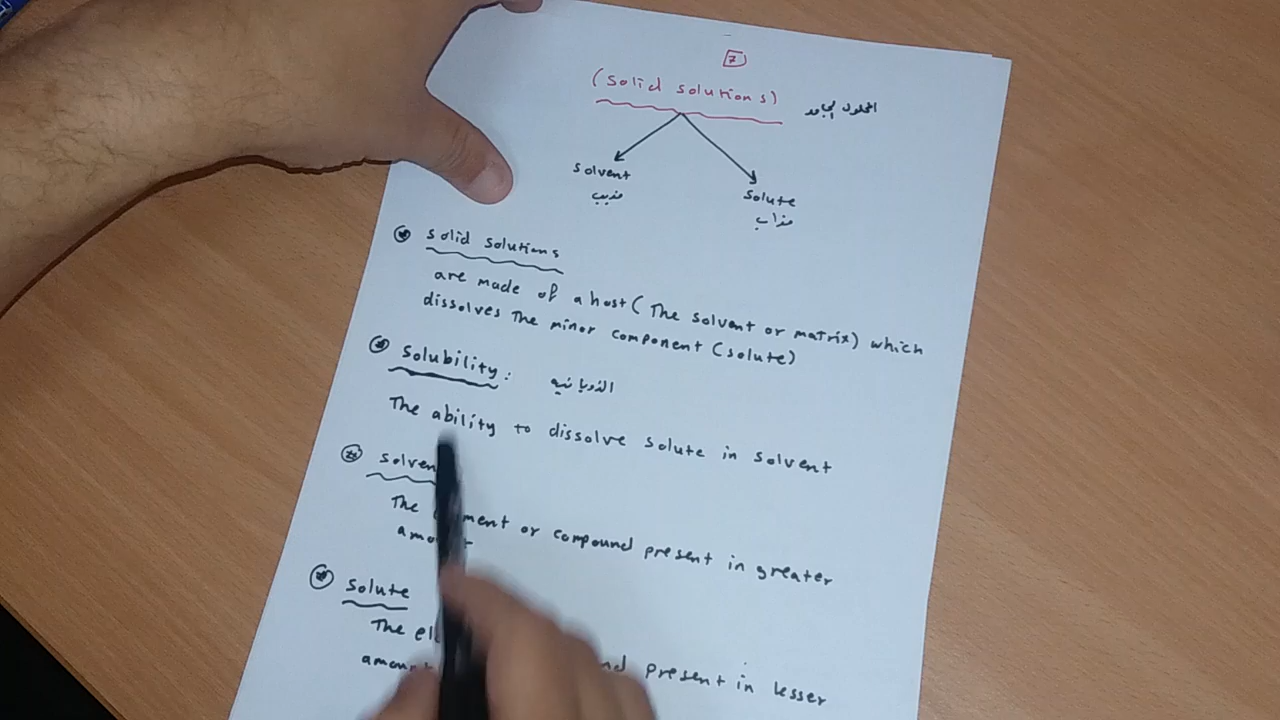 7
(solid solutions) المحلول الجامد
solvent solute
مذيب مذاب
solid solutions
are made of a host (The solvent or matrix) which
dissolves The minor component (solute)
solubility: الذوبانيه
The ability to dissolve solute in solvent
The or compound present in greater
solute
The present in lesser